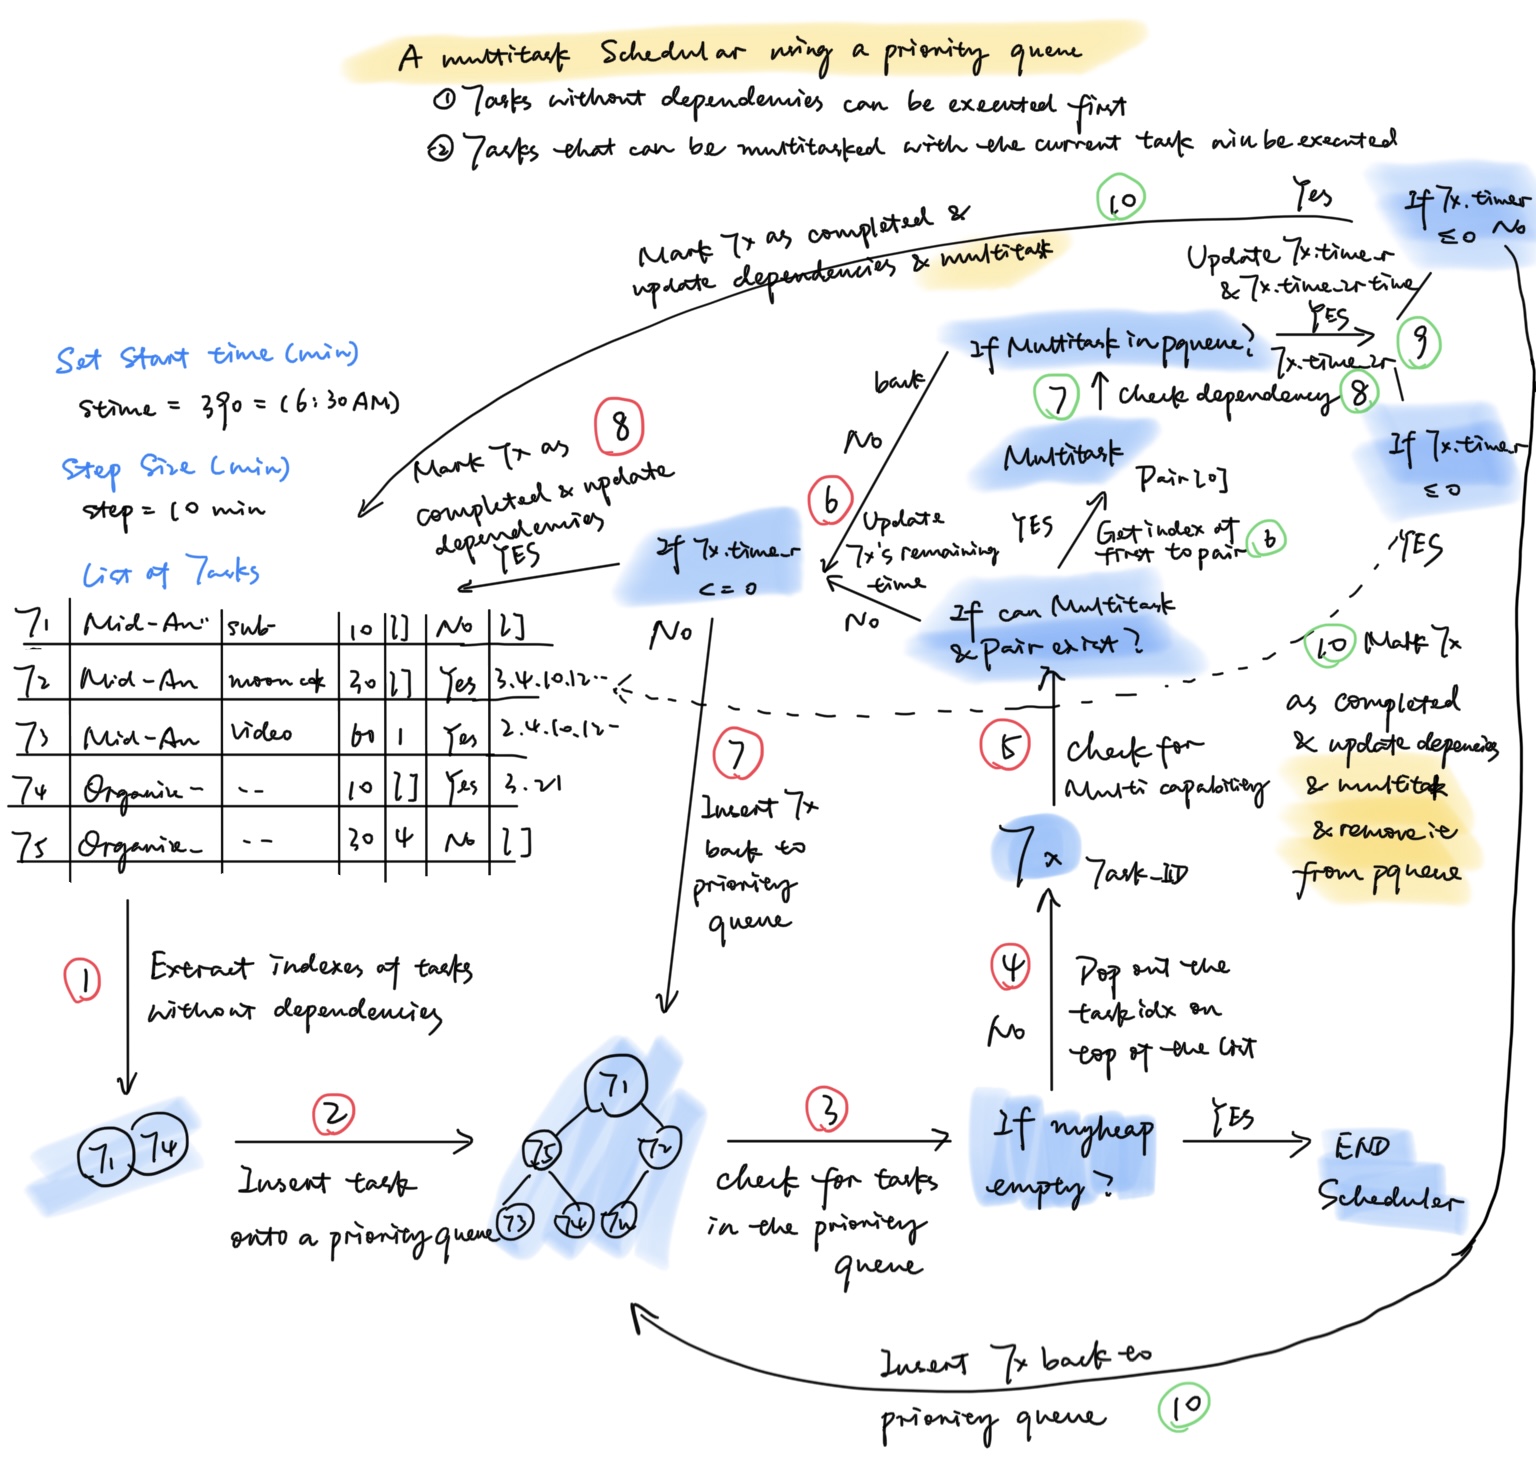 A multitask Schedular using a priority queue
① Tasks without dependencies can be executed first
② Tasks that can be multitasked with the current task will be executed
10
Yes
If Tx.timer
≤0 No
Mark Tx as completed &
update dependencies & multitask
Update Tx.time_r
& Tx.time_2r time
If Multitask in pqueue?
YES
9
Tx.time_2r
back
No
7
Check dependency
8
Multitask
If Tx.timer
≤0
Pair[0]
YES
Get index of
first to pair
6
YES
Set Start time (min)
stime = 390 = (6:30AM)
Step Size (min)
step = 10 min
List of Tasks
8
Mark Tx as
completed & update
dependencies
YES
If Tx.time_r
<= 0
6
Update
Tx's remaining
time
No
If can Multitask
& Pair exist?
No
T1 Mid-Au.. sub- 10 [] No []
T2 Mid-Au mooncak 30 [] Yes 3.4.10.12--
T3 Mid-Au video 60 1 Yes 2.4.10.12-
T4 Organize- -- 10 [] Yes 3.21
T5 Organize- -- 30 4 No []
7
Insert Tx
back to
priority
queue
5
Check for
Multi capability
Tx Task_ID
10 Mark Tx
as completed
& update depencies
& multitak
& remove it
from pqueue
1
Extract indexes of tasks
without dependencies
4
No
Pop out the
task idx on
top of the list
T1 T4
2
Insert task
onto a priority queue
T1
T5 T2
T3 T4
3
check for tasks
in the priority
queue
If myheap
empty?
YES
END
Scheduler
Insert Tx back to
priority queue
10